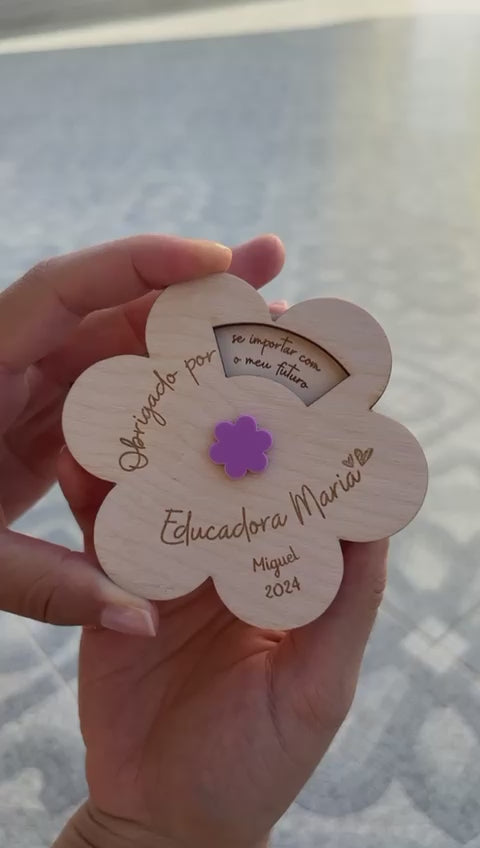 Obrigado por
se importar com
o meu futuro
Educadora Maria
Miguel
2024